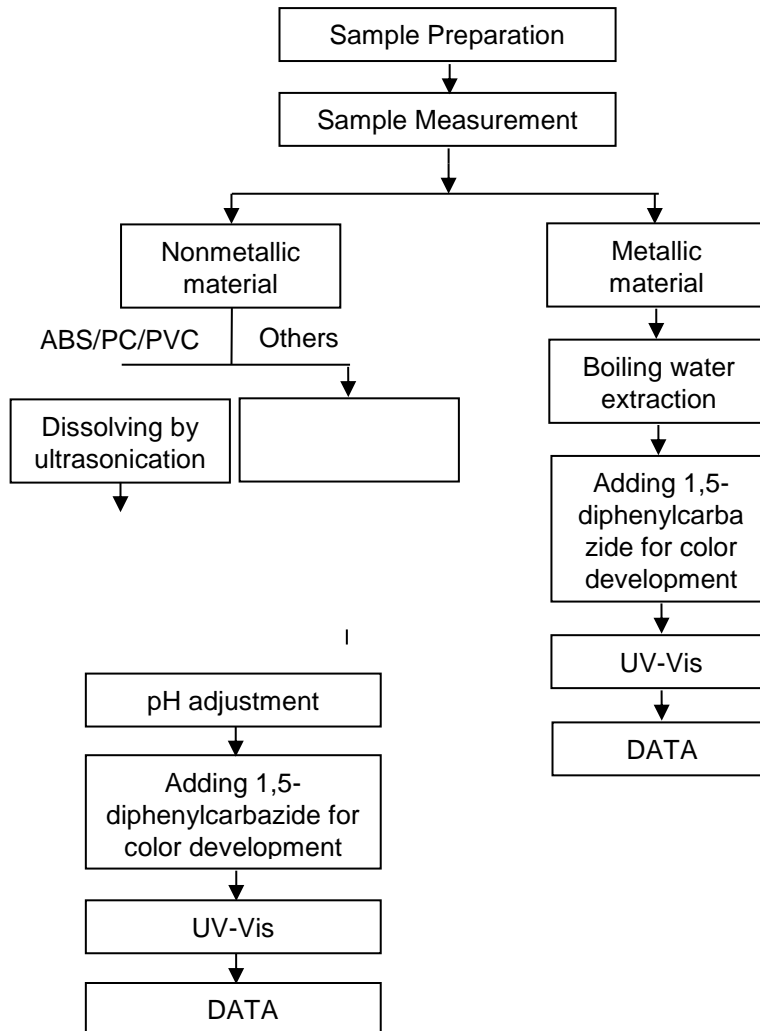 Sample Preparation
Sample Measurement
Nonmetallic
material
Metallic
material
ABS/PC/PVC
Others
Boiling water
extraction
Dissolving by
ultrasonication
Adding 1,5-
diphenylcarba
zide for color
development
UV-Vis
DATA
pH adjustment
Adding 1,5-
diphenylcarbazide for
color development
UV-Vis
DATA